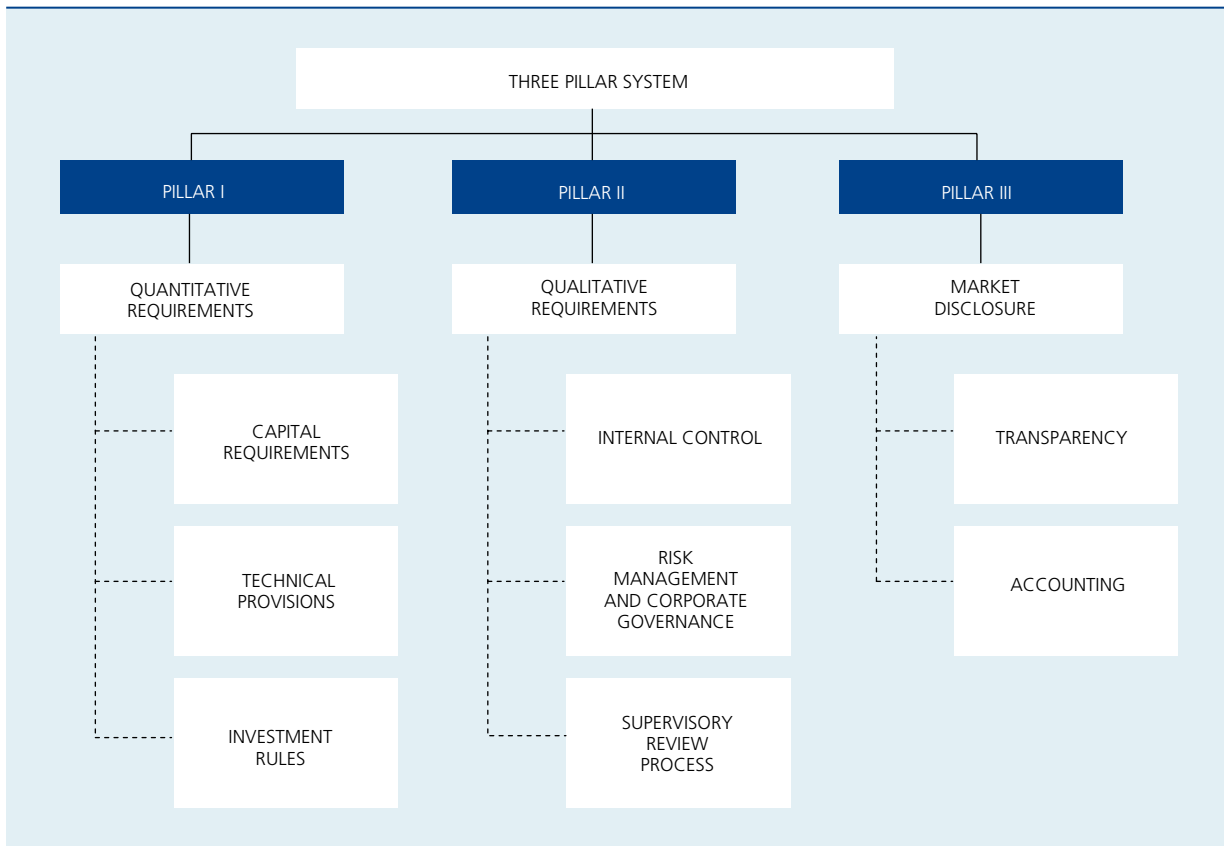 THREE PILLAR SYSTEM
PILLAR I
PILLAR II
PILLAR III
QUANTITATIVE
REQUIREMENTS
QUALITATIVE
REQUIREMENTS
MARKET
DISCLOSURE
CAPITAL
REQUIREMENTS
INTERNAL CONTROL
TRANSPARENCY
TECHNICAL
PROVISIONS
RISK
MANAGEMENT
AND CORPORATE
GOVERNANCE
ACCOUNTING
INVESTMENT
RULES
SUPERVISORY
REVIEW
PROCESS